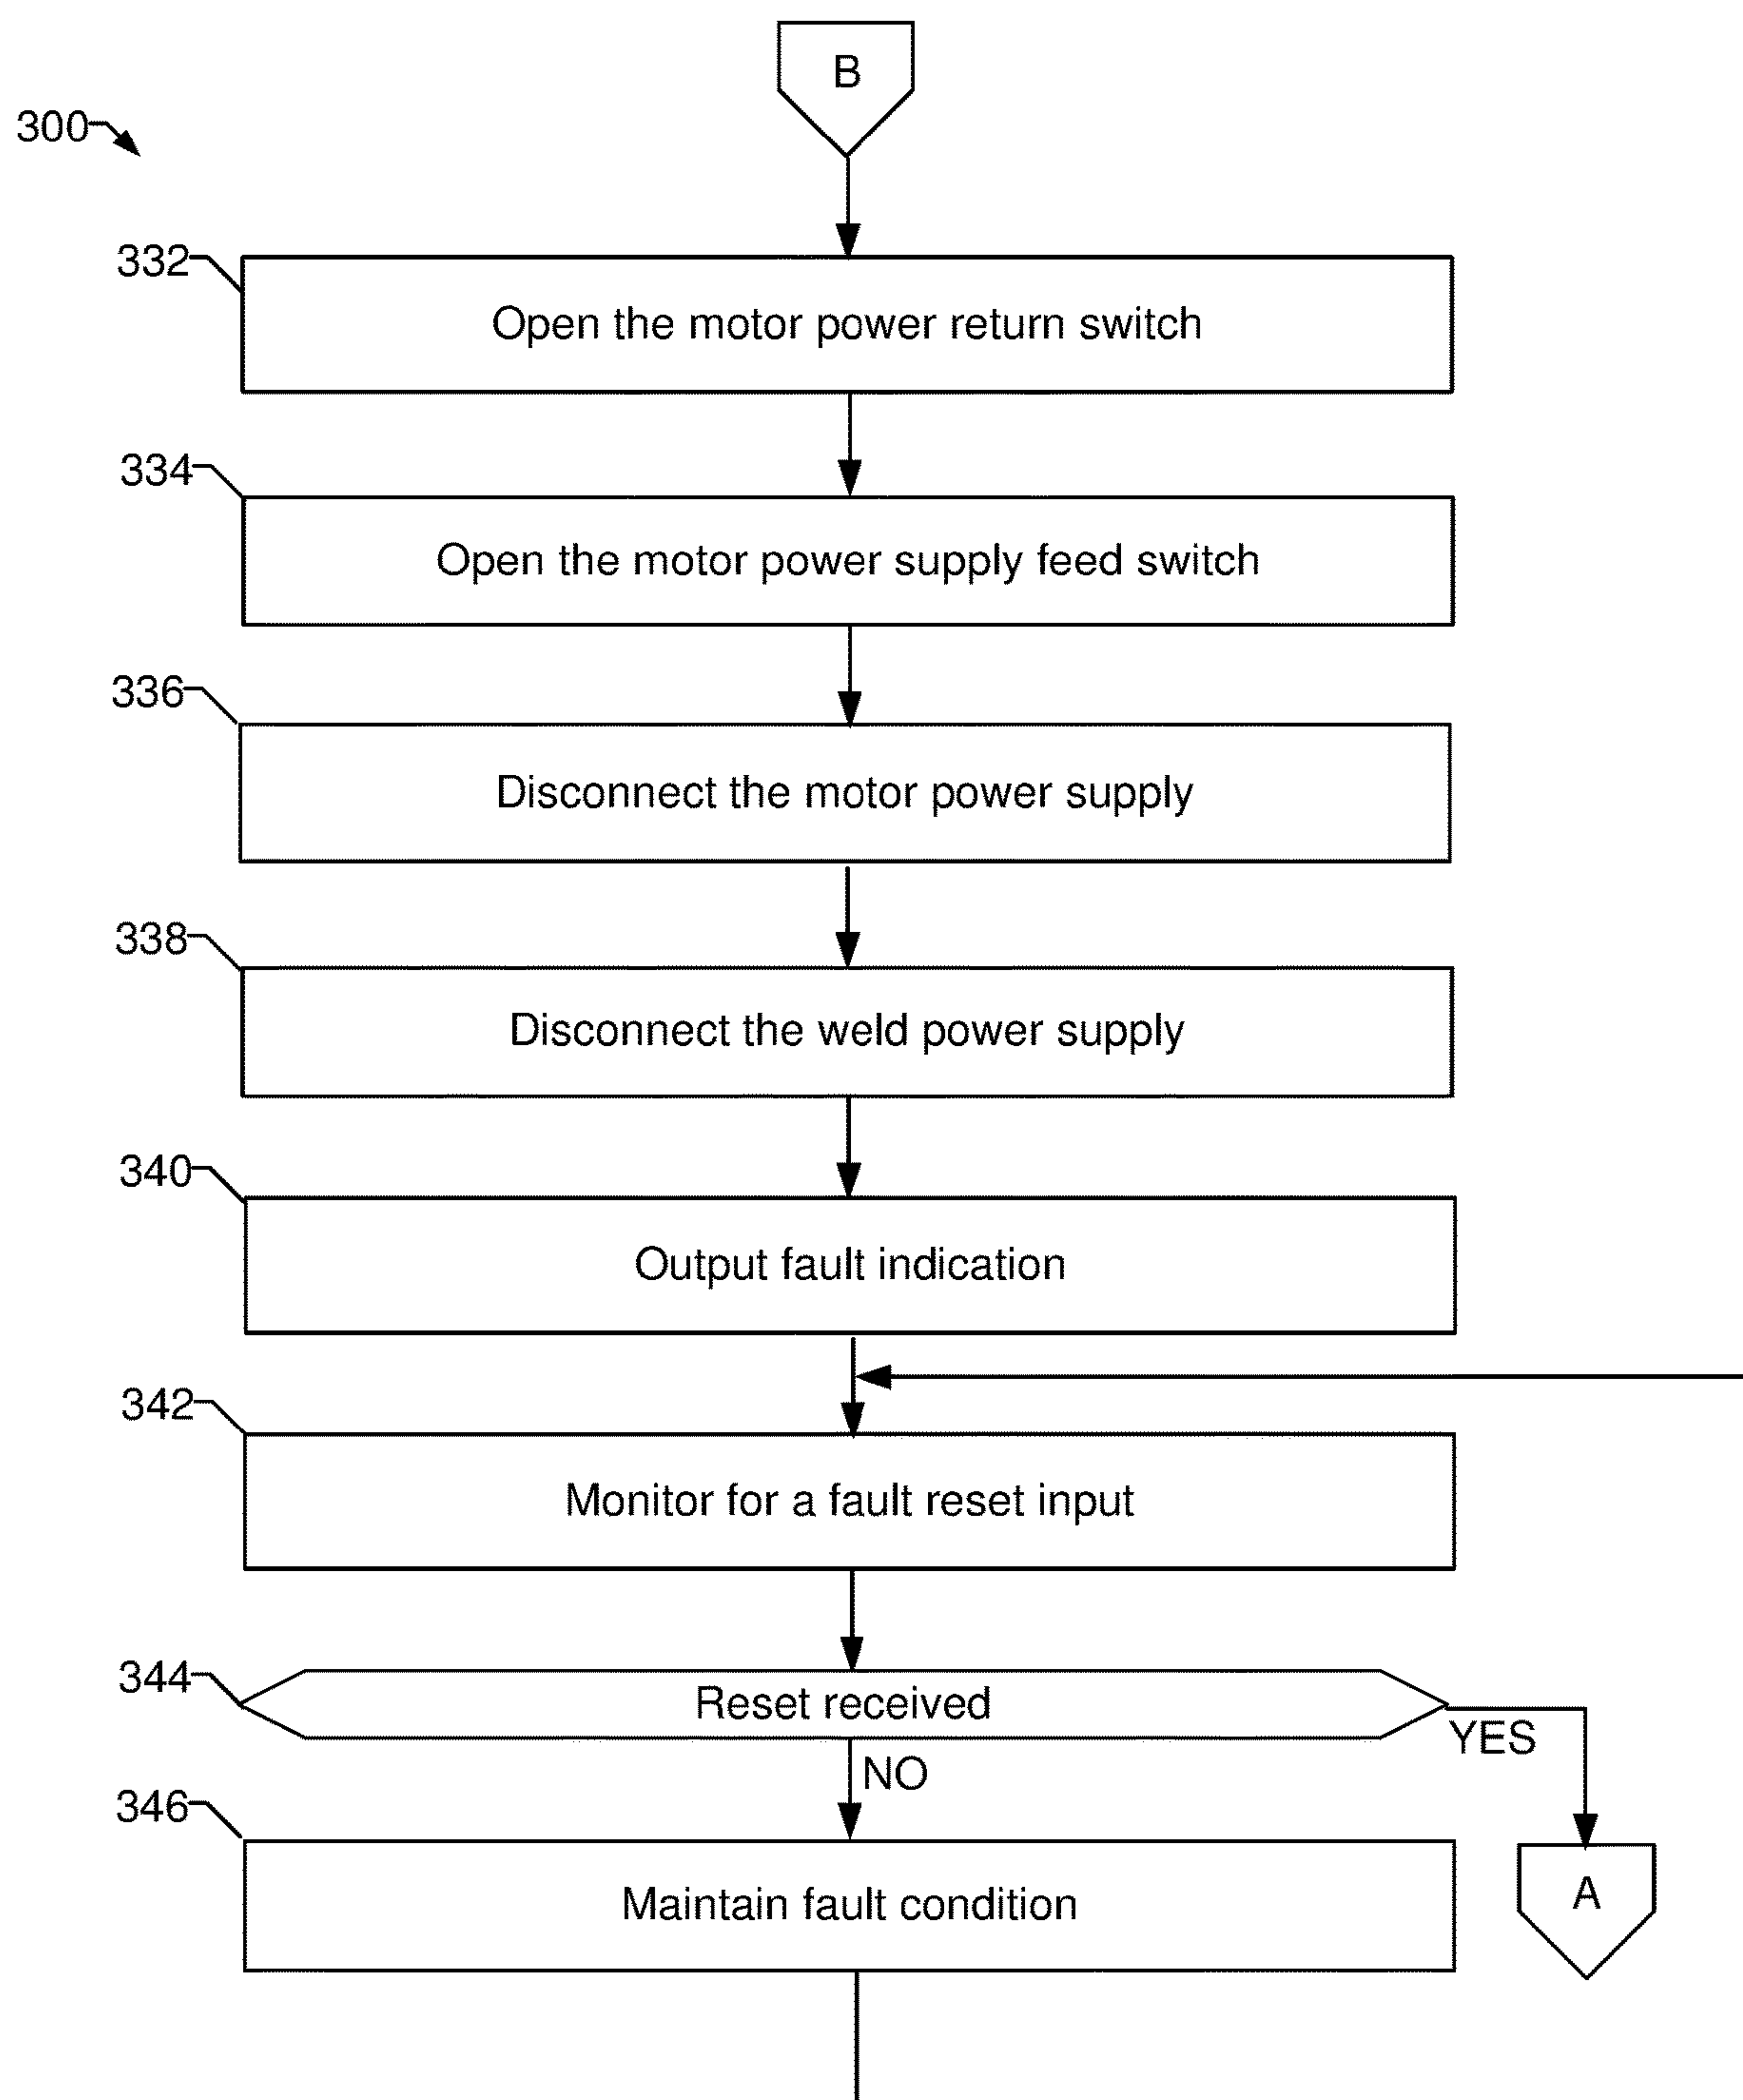 B
300
332
Open the motor power return switch
334
Open the motor power supply feed switch
336
Disconnect the motor power supply
338
Disconnect the weld power supply
340
Output fault indication
342
Monitor for a fault reset input
344
Reset received
YES
NO
346
Maintain fault condition
A